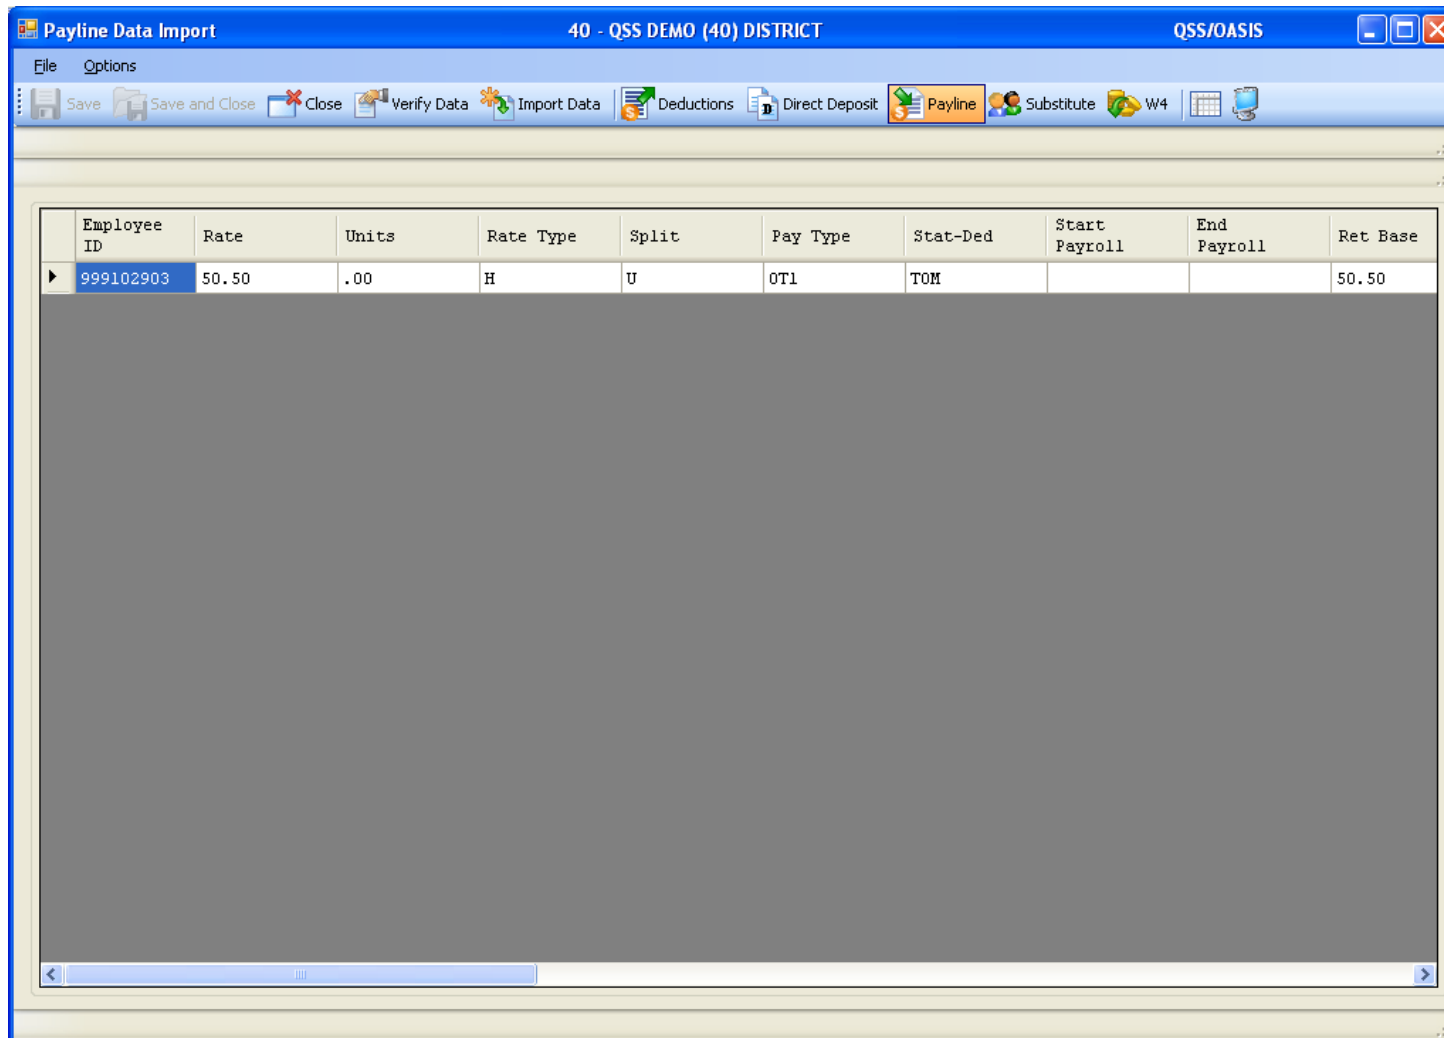 Payline Data Import 40 - QSS DEMO (40) DISTRICT QSS/OASIS
File Options
Save Save and Close Close Verify Data Import Data Deductions Direct Deposit Payline Substitute W4
Employee ID Rate Units Rate Type Split Pay Type Stat-Ded Start Payroll End Payroll Ret Base
999102903 50.50 .00 H U OT1 TOM 50.50